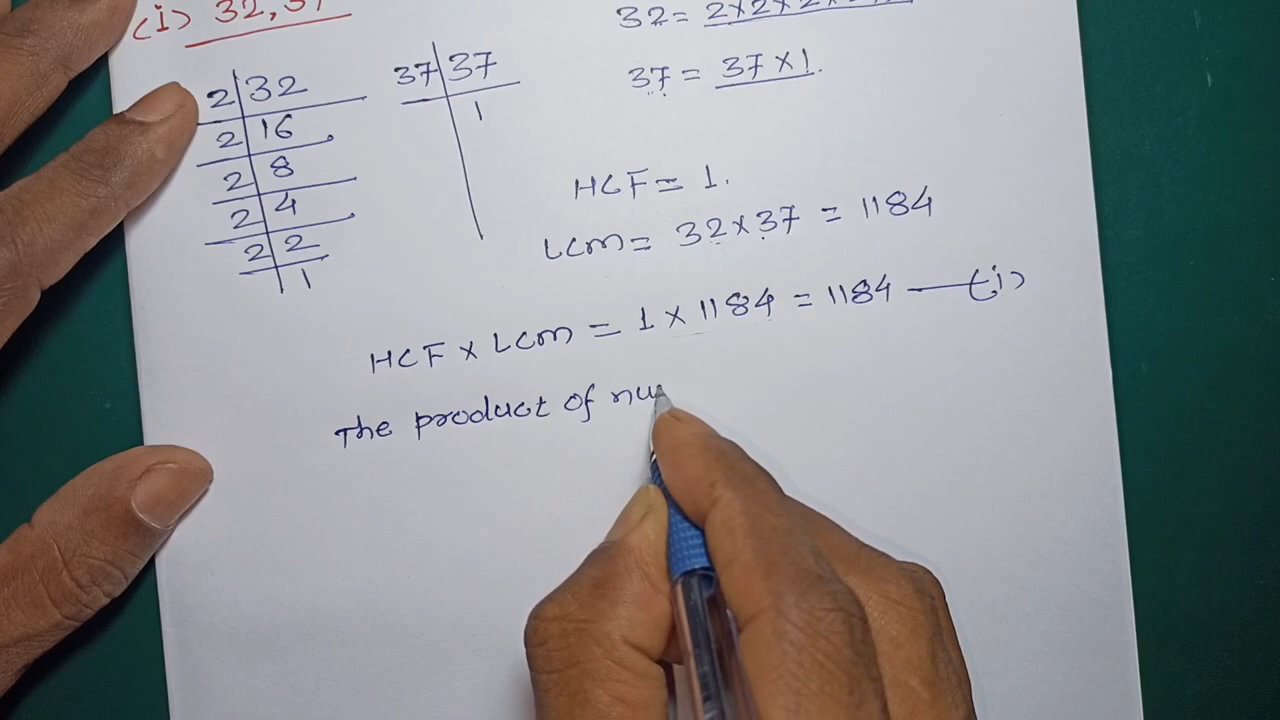 (i) 32, 37
32 = 2×2×2×
2 | 32
2 | 16
2 | 8
2 | 4
2 | 2
1
37 | 37
1
37 = 37 × 1.
HCF = 1.
LCM = 32×37 = 1184
HCF × LCM = 1 × 1184 = 1184 —(i)
The product of nu